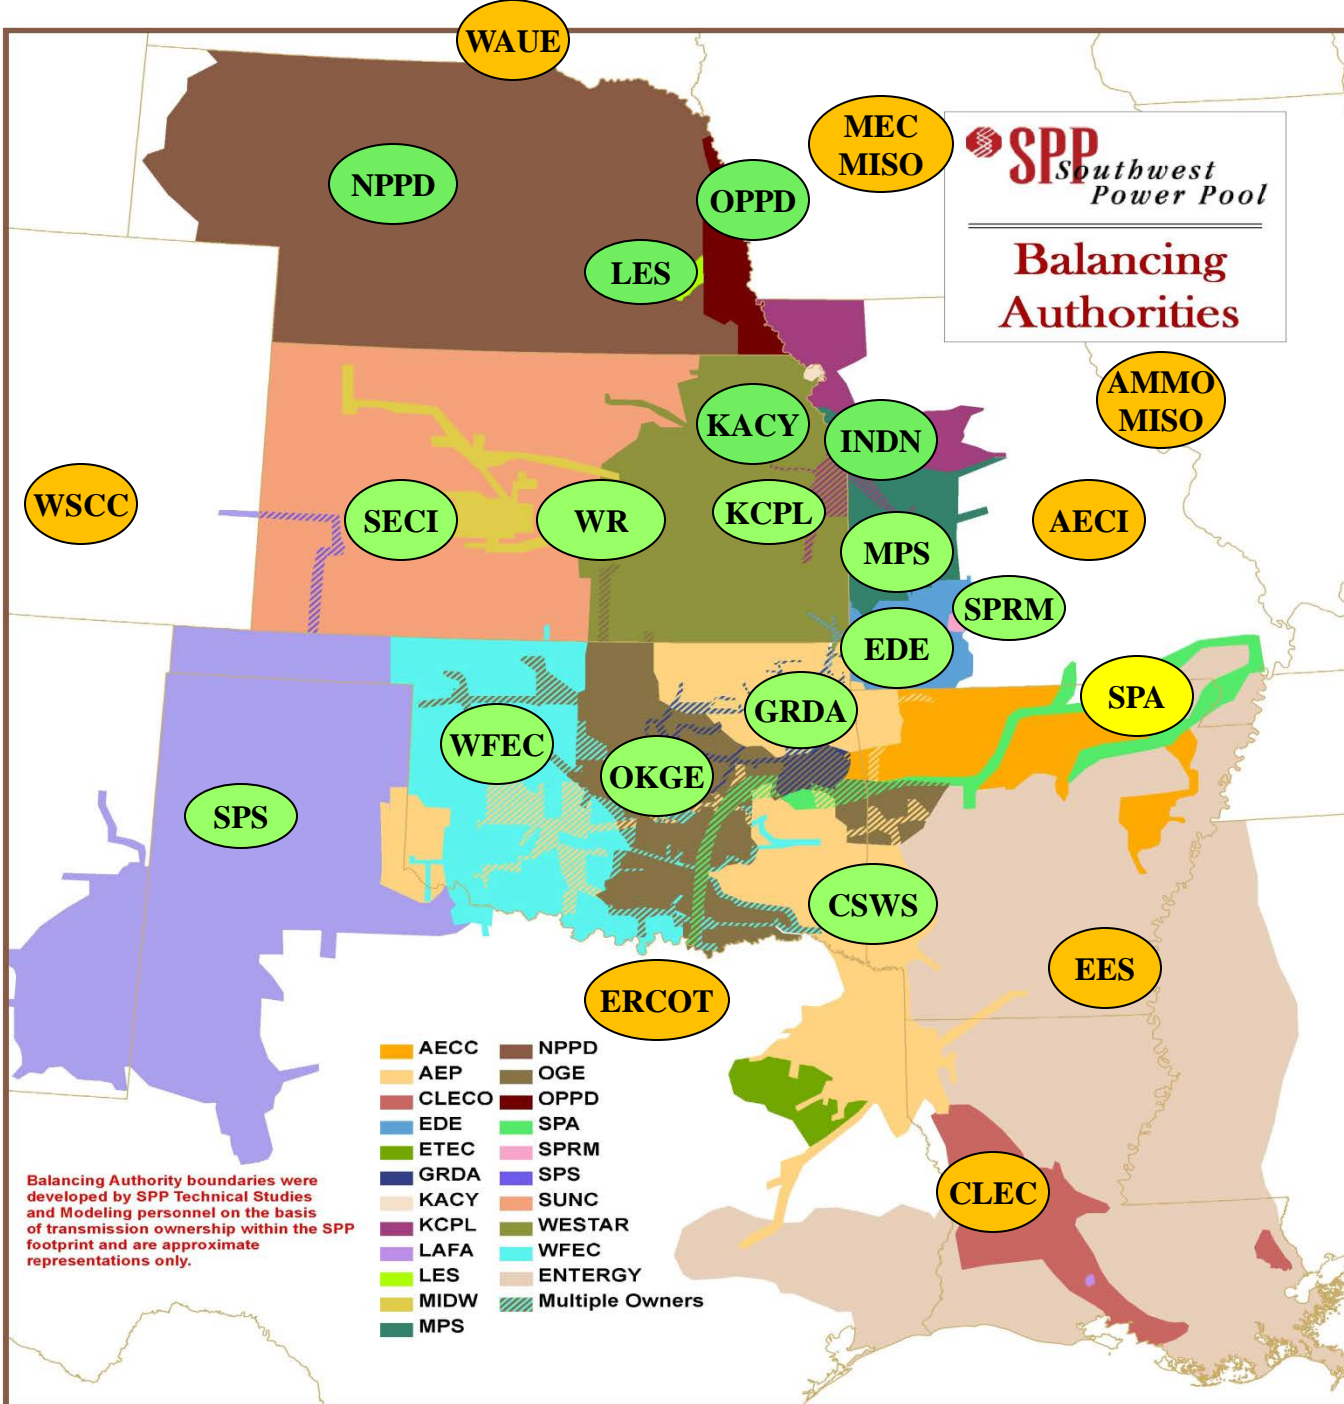 WAUE
MEC
MISO
SPP
Southwest
Power Pool
Balancing
Authorities
NPPD
OPPD
LES
AMMO
MISO
KACY
INDN
WSCC
SECI
WR
KCPL
AECI
MPS
SPRM
EDE
SPA
GRDA
WFEC
OKGE
SPS
CSWS
EES
ERCOT
CLEC
AECC
AEP
CLECO
EDE
ETEC
GRDA
KACY
KCPL
LAFA
LES
MIDW
MPS
NPPD
OGE
OPPD
SPA
SPRM
SPS
SUNC
WESTAR
WFEC
ENTERGY
Multiple Owners
Balancing Authority boundaries were
developed by SPP Technical Studies
and Modeling personnel on the basis
of transmission ownership within the SPP
footprint and are approximate
representations only.